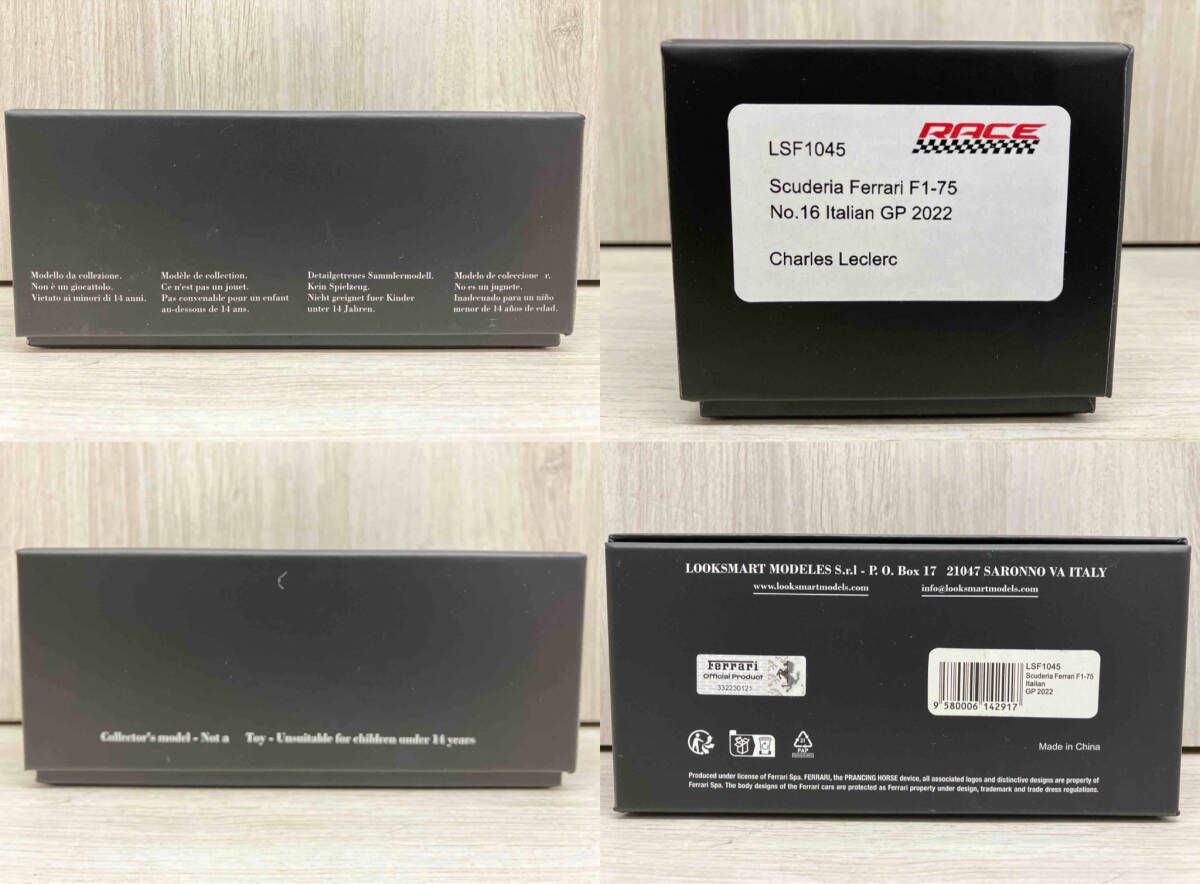 Modello da collezione.
Non è un giocattolo.
Vietato ai minori di 14 anni.
Modèle de collection.
Ce n'est pas un jouet.
Pas convenable pour un enfant
au-dessons de 14 ans.
Detailgetreues Sammlermodell.
Kein Spielzeug.
Nicht geeignet fuer Kinder
unter 14 Jahren.
Modelo de coleccione r.
No es un juguete.
Inadecuado para un niño
menor de 14 años de edad.
RACE
LSF1045
Scuderia Ferrari F1-75
No.16 Italian GP 2022
Charles Leclerc
Collector's model - Not a Toy - Unsuitable for children under 14 years
LOOKSMART MODELES S.r.l - P. O. Box 17 21047 SARONNO VA ITALY
www.looksmartmodels.com info@looksmartmodels.com
Ferrari
Official Product
332230121
LSF1045
Scuderia Ferrari F1-75
Italian
GP 2022
9 580006 142917
21
PAP
Made in China
Produced under license of Ferrari Spa. FERRARI, the PRANCING HORSE device, all associated logos and distinctive designs are property of
Ferrari Spa. The body designs of the Ferrari cars are protected as Ferrari property under design, trademark and trade dress regulations.